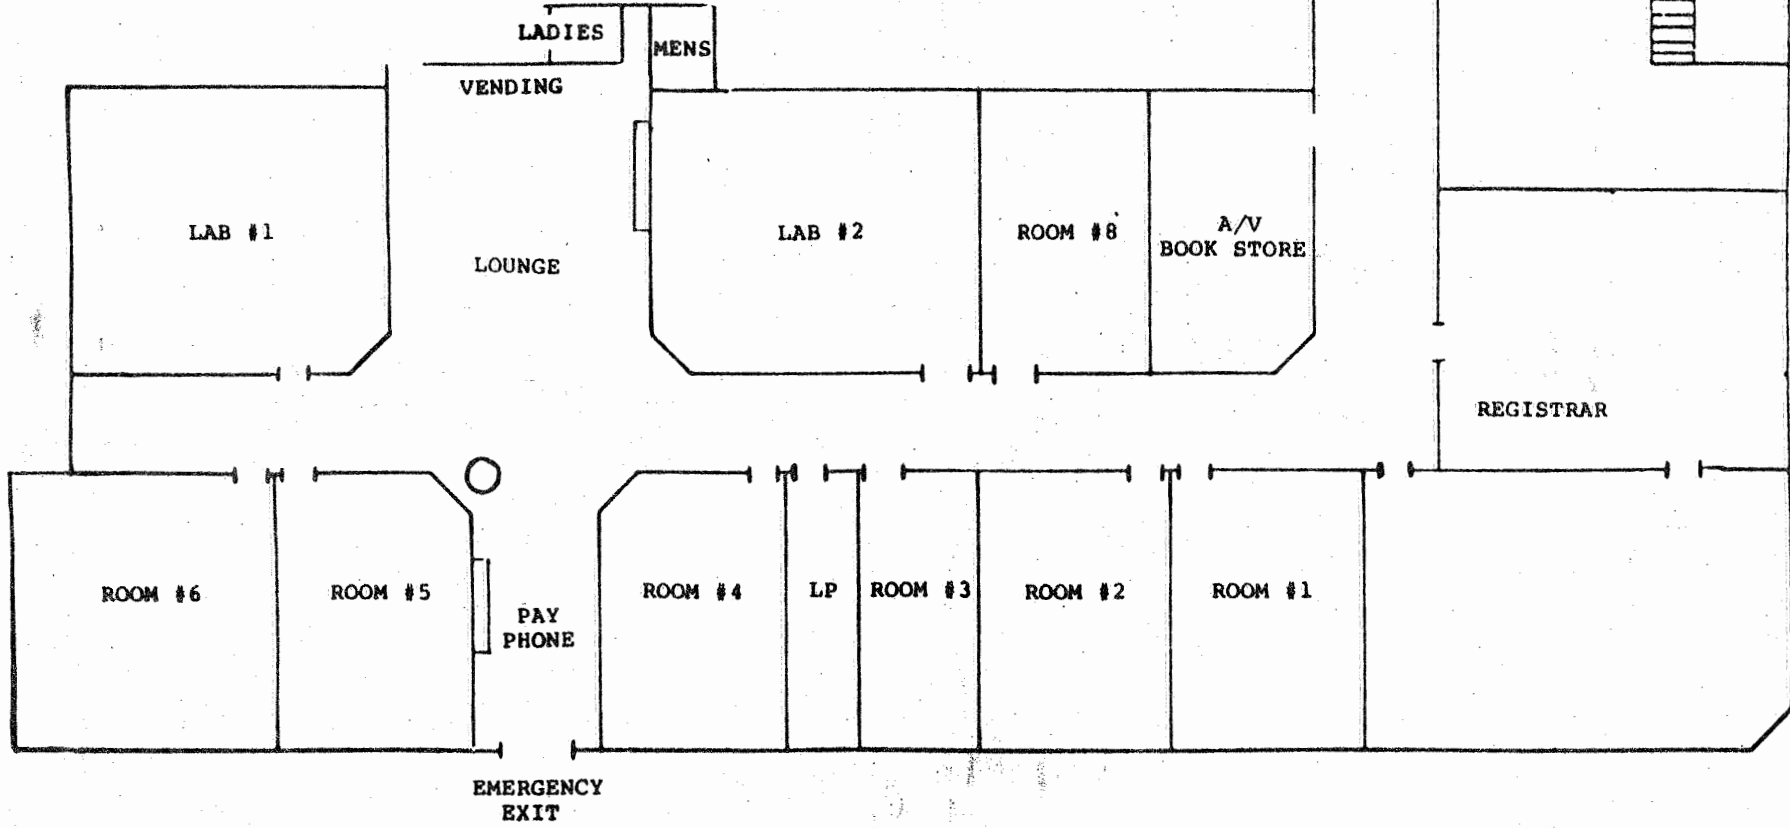 LADIES
MENS
VENDING
LAB #1
LOUNGE
LAB #2
ROOM #8
A/V
BOOK STORE
REGISTRAR
ROOM #6
ROOM #5
PAY
PHONE
ROOM #4
LP
ROOM #3
ROOM #2
ROOM #1
EMERGENCY
EXIT